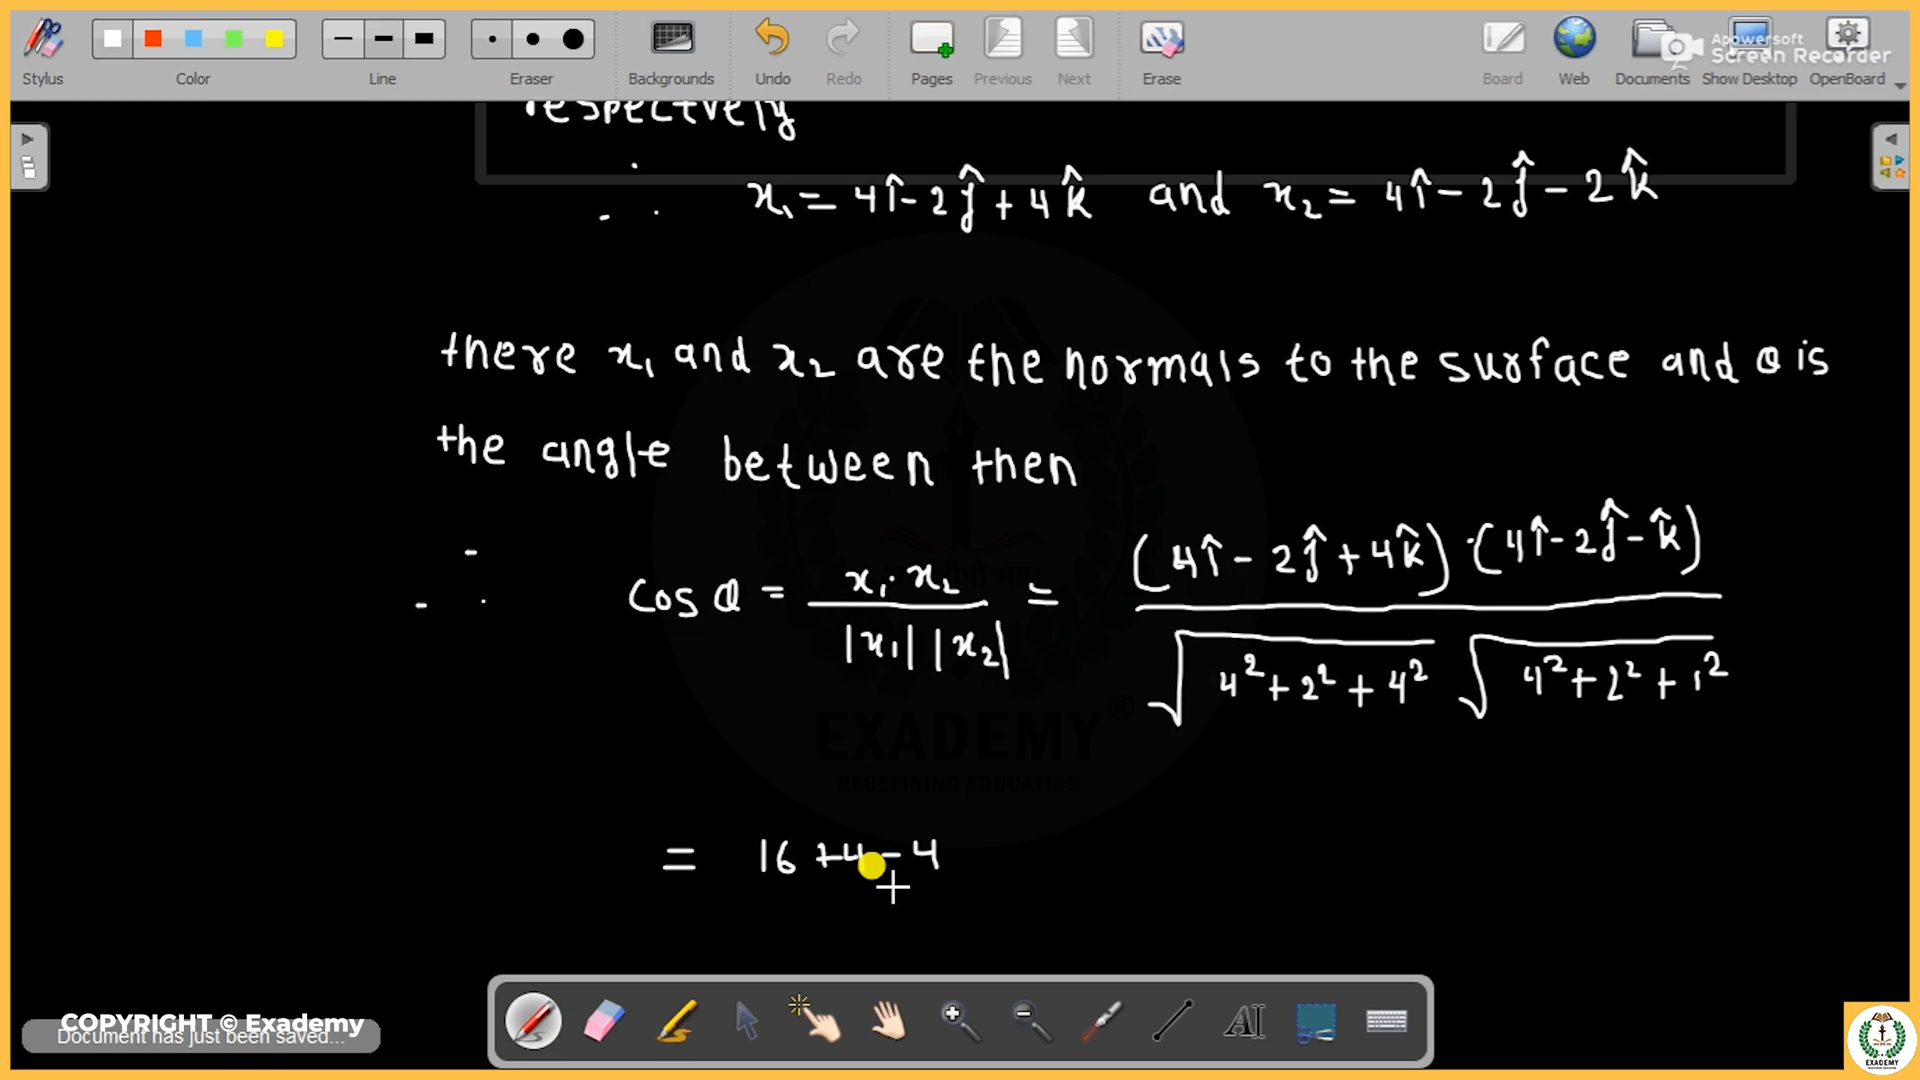 Stylus Color Line Eraser Backgrounds Undo Redo Pages Previous Next Erase Board Web Documents Show Desktop OpenBoard
Apowersoft
Screen Recorder
respectively
∴ x₁ = 4î - 2ĵ + 4k̂ and x₂ = 4î - 2ĵ - 2k̂
there x₁ and x₂ are the normals to the surface and θ is
the angle between then
∴ cos θ = x₁·x₂ / |x₁| |x₂| = (4î - 2ĵ + 4k̂)·(4î - 2ĵ - k̂) / √(4² + 2² + 4²) √(4² + 2² + 1²)
EXADEMY®
REDEFINING EDUCATION
= 16 + 4 - 4
COPYRIGHT © Exademy
Document has just been saved...
EXADEMY